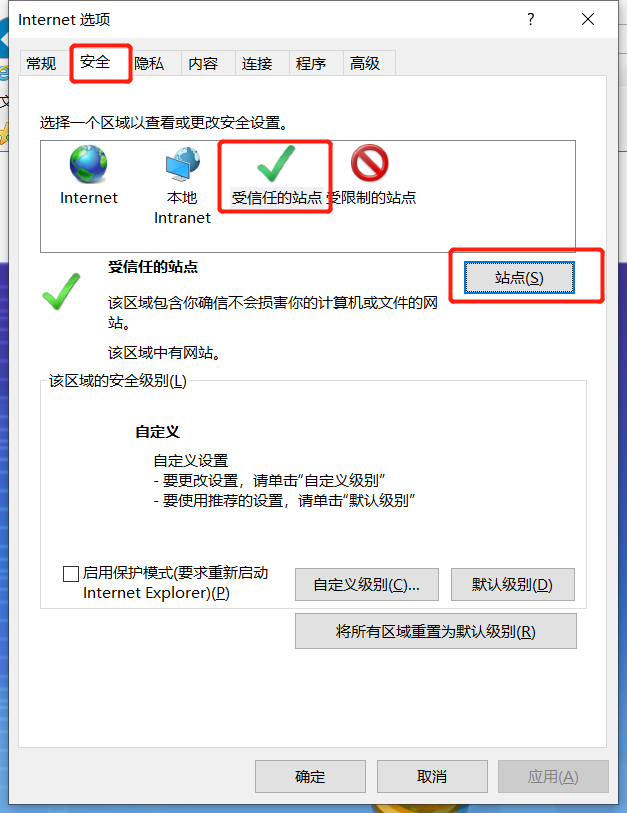 Internet 选项
?
常规 安全 隐私 内容 连接 程序 高级
文
选择一个区域以查看或更改安全设置。
Internet 本地 Intranet 受信任的站点 受限制的站点
受信任的站点
站点(S)
该区域包含你确信不会损害你的计算机或文件的网
站。
该区域中有网站。
该区域的安全级别(L)
自定义
自定义设置
- 要更改设置，请单击“自定义级别”
- 要使用推荐的设置，请单击“默认级别”
启用保护模式(要求重新启动
Internet Explorer)(P)
自定义级别(C)... 默认级别(D)
将所有区域重置为默认级别(R)
确定 取消 应用(A)